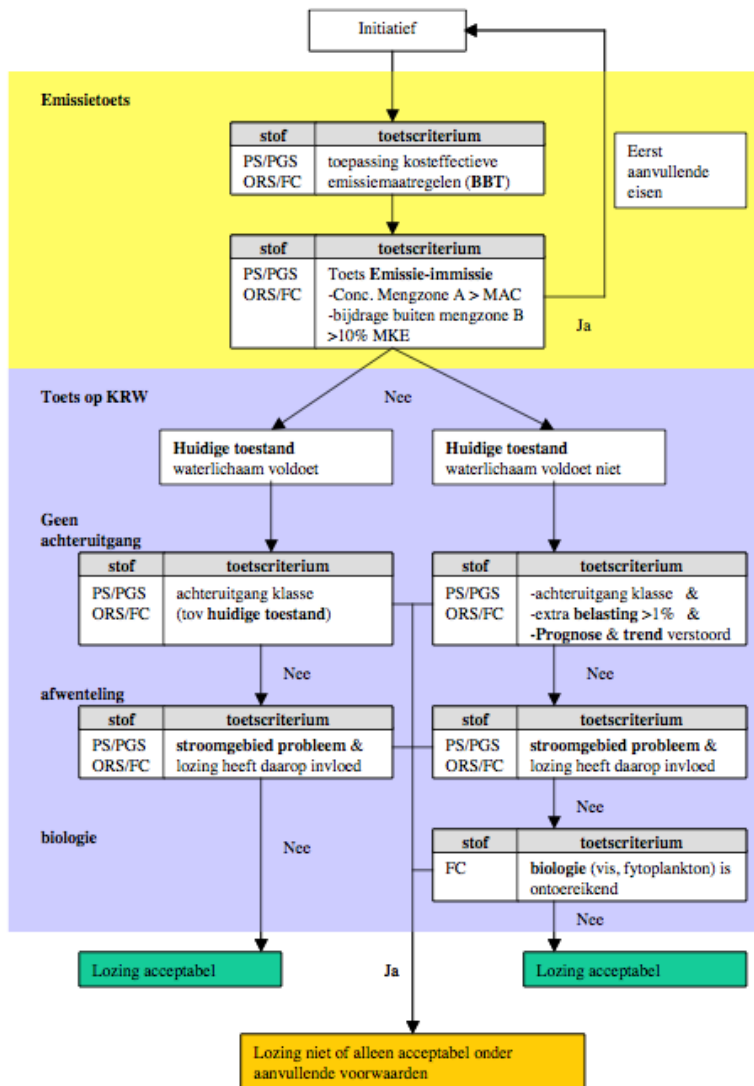 Initiatief
Emissietoets
stof toetscriterium
PS/PGS toepassing kosteffectieve
ORS/FC emissiemaatregelen (BBT)
Eerst
aanvullende
eisen
stof toetscriterium
PS/PGS Toets Emissie-immissie
ORS/FC -Conc. Mengzone A > MAC
-bijdrage buiten mengzone B
>10% MKE
Ja
Toets op KRW
Nee
Huidige toestand
waterlichaam voldoet
Huidige toestand
waterlichaam voldoet niet
Geen
achteruitgang
stof toetscriterium
PS/PGS achteruitgang klasse
ORS/FC (tov huidige toestand)
stof toetscriterium
PS/PGS -achteruitgang klasse &
ORS/FC -extra belasting >1% &
-Prognose & trend verstoord
Nee
Nee
afwenteling
stof toetscriterium
PS/PGS stroomgebied probleem &
ORS/FC lozing heeft daarop invloed
stof toetscriterium
PS/PGS stroomgebied probleem &
ORS/FC lozing heeft daarop invloed
Nee
Nee
biologie
stof toetscriterium
FC biologie (vis, fytoplankton) is
ontoereikend
Nee
Lozing acceptabel
Ja
Lozing acceptabel
Lozing niet of alleen acceptabel onder
aanvullende voorwaarden